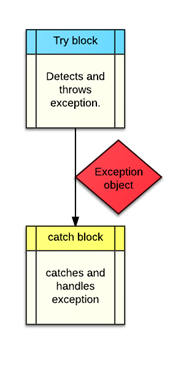 Try block
Detects and
throws
exception.
Exception
object
catch block
catches and
handles
exception